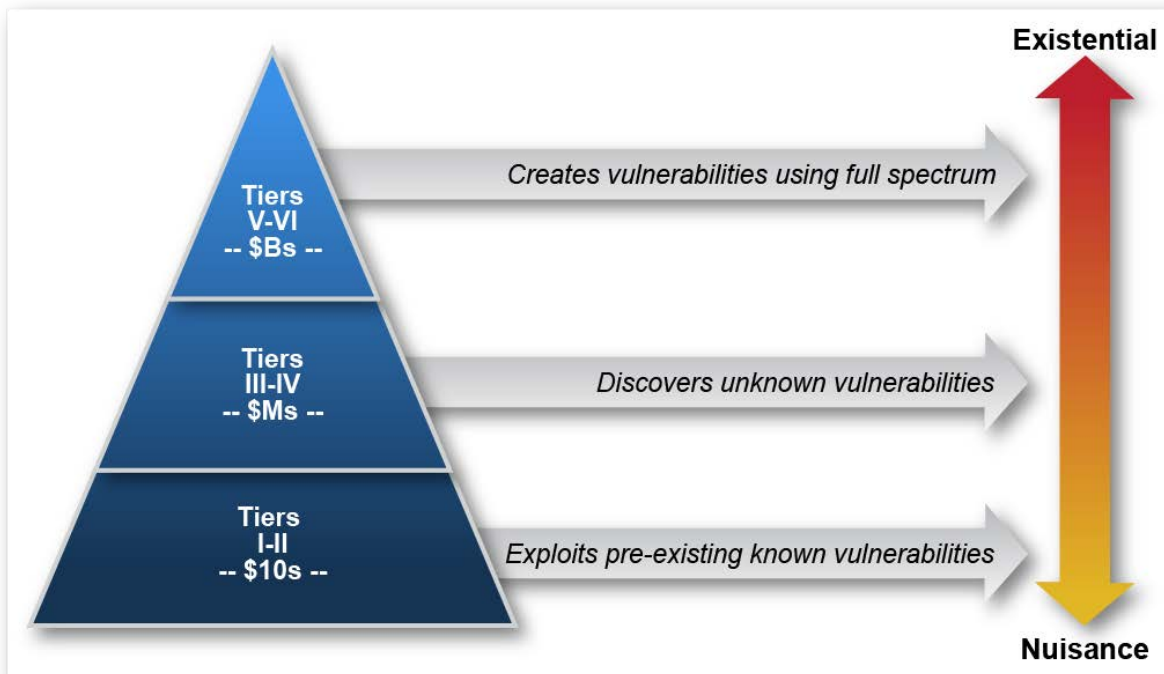 Existential
Creates vulnerabilities using full spectrum
Tiers
V-VI
-- $Bs --
Discovers unknown vulnerabilities
Tiers
III-IV
-- $Ms --
Exploits pre-existing known vulnerabilities
Tiers
I-II
-- $10s --
Nuisance